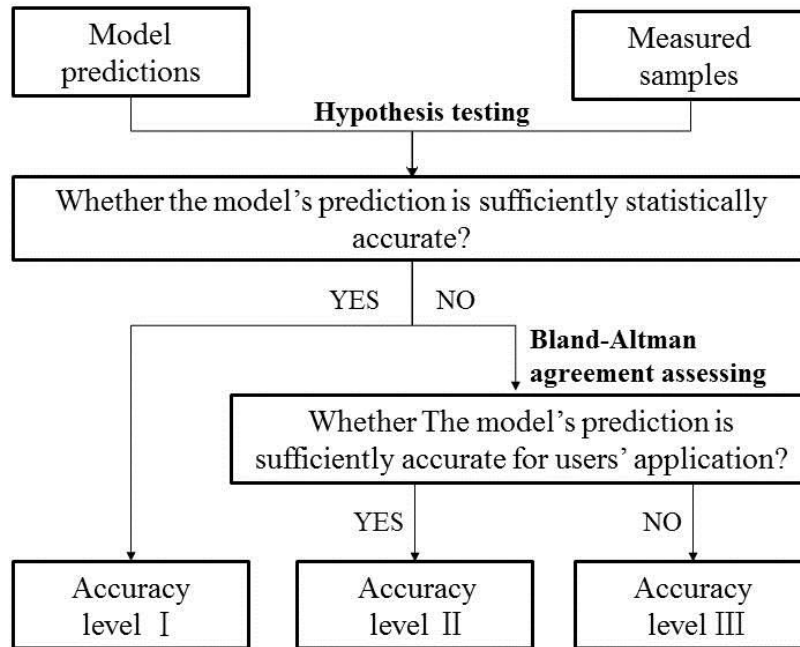 Model
predictions
Measured
samples
Hypothesis testing
Whether the model’s prediction is sufficiently statistically
accurate?
YES
NO
Bland-Altman
agreement assessing
Whether The model’s prediction is
sufficiently accurate for users’ application?
YES
NO
Accuracy
level Ⅰ
Accuracy
level Ⅱ
Accuracy
level Ⅲ